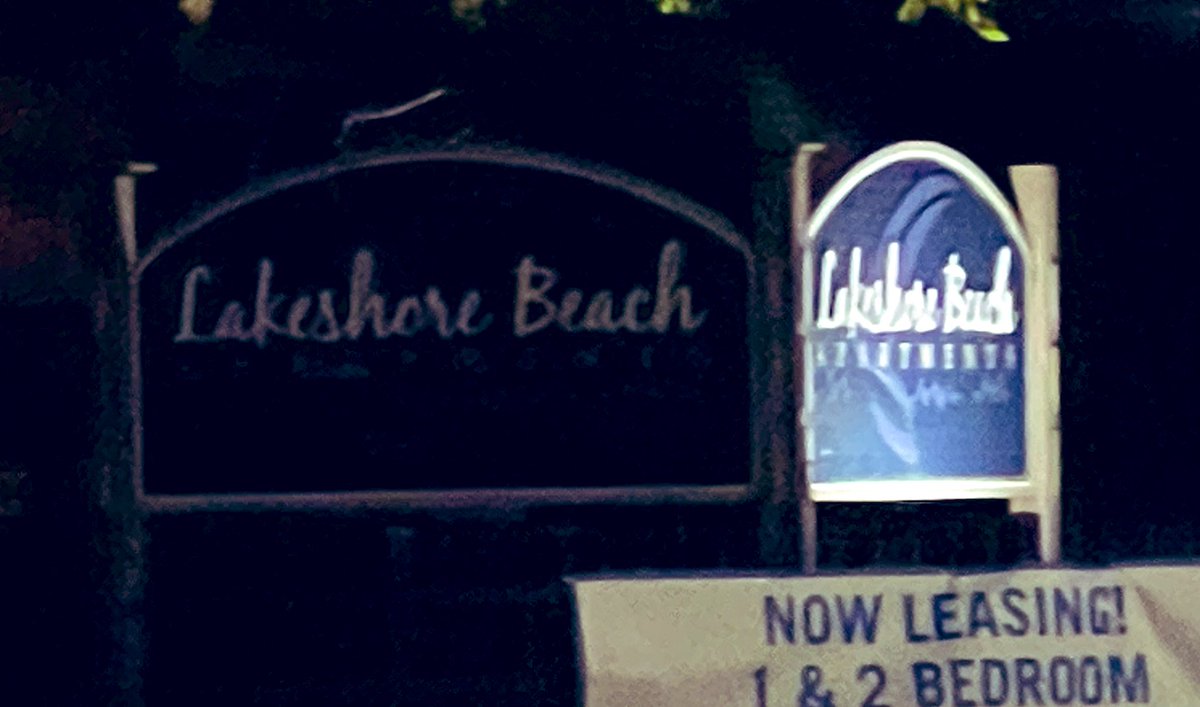 Lakeshore Beach
Lakeshore Beach
APARTMENTS
NOW LEASING!
1 & 2 BEDROOM